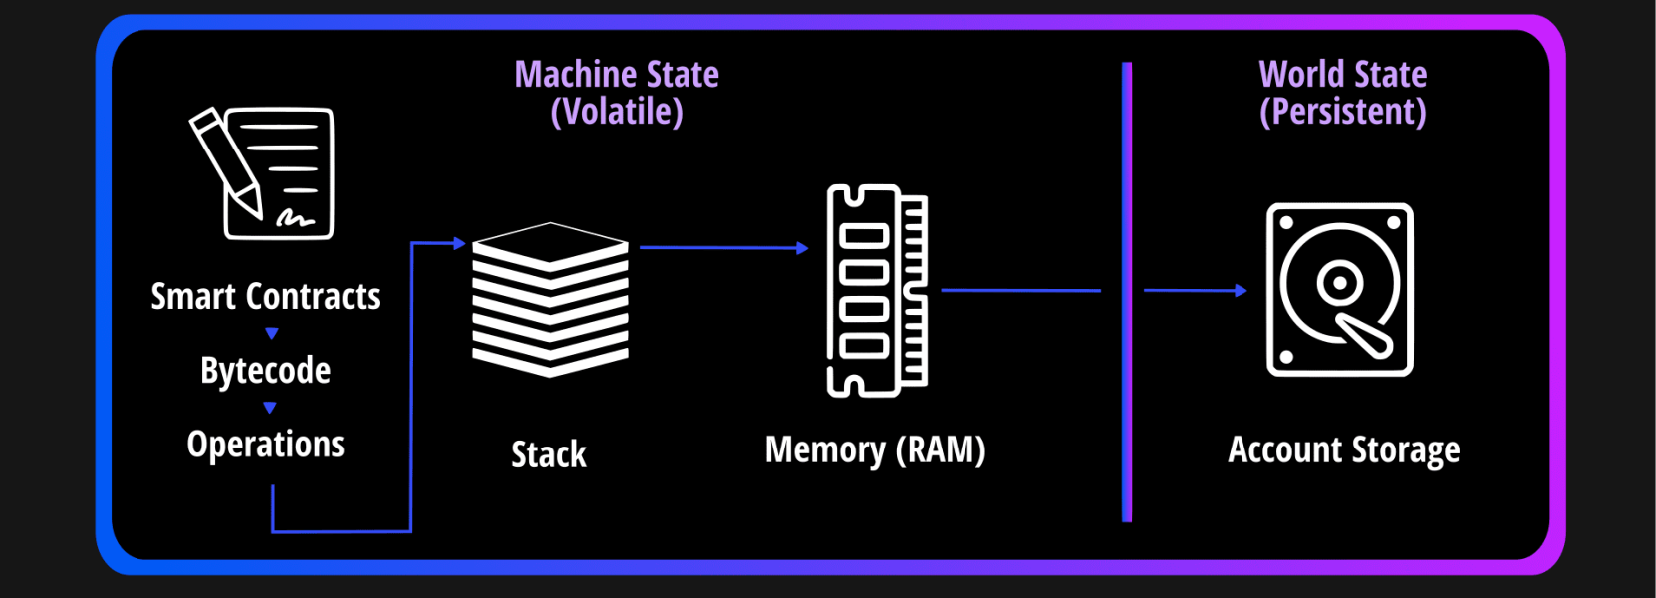 Machine State
(Volatile)
World State
(Persistent)
Smart Contracts
Bytecode
Operations
Stack
Memory (RAM)
Account Storage